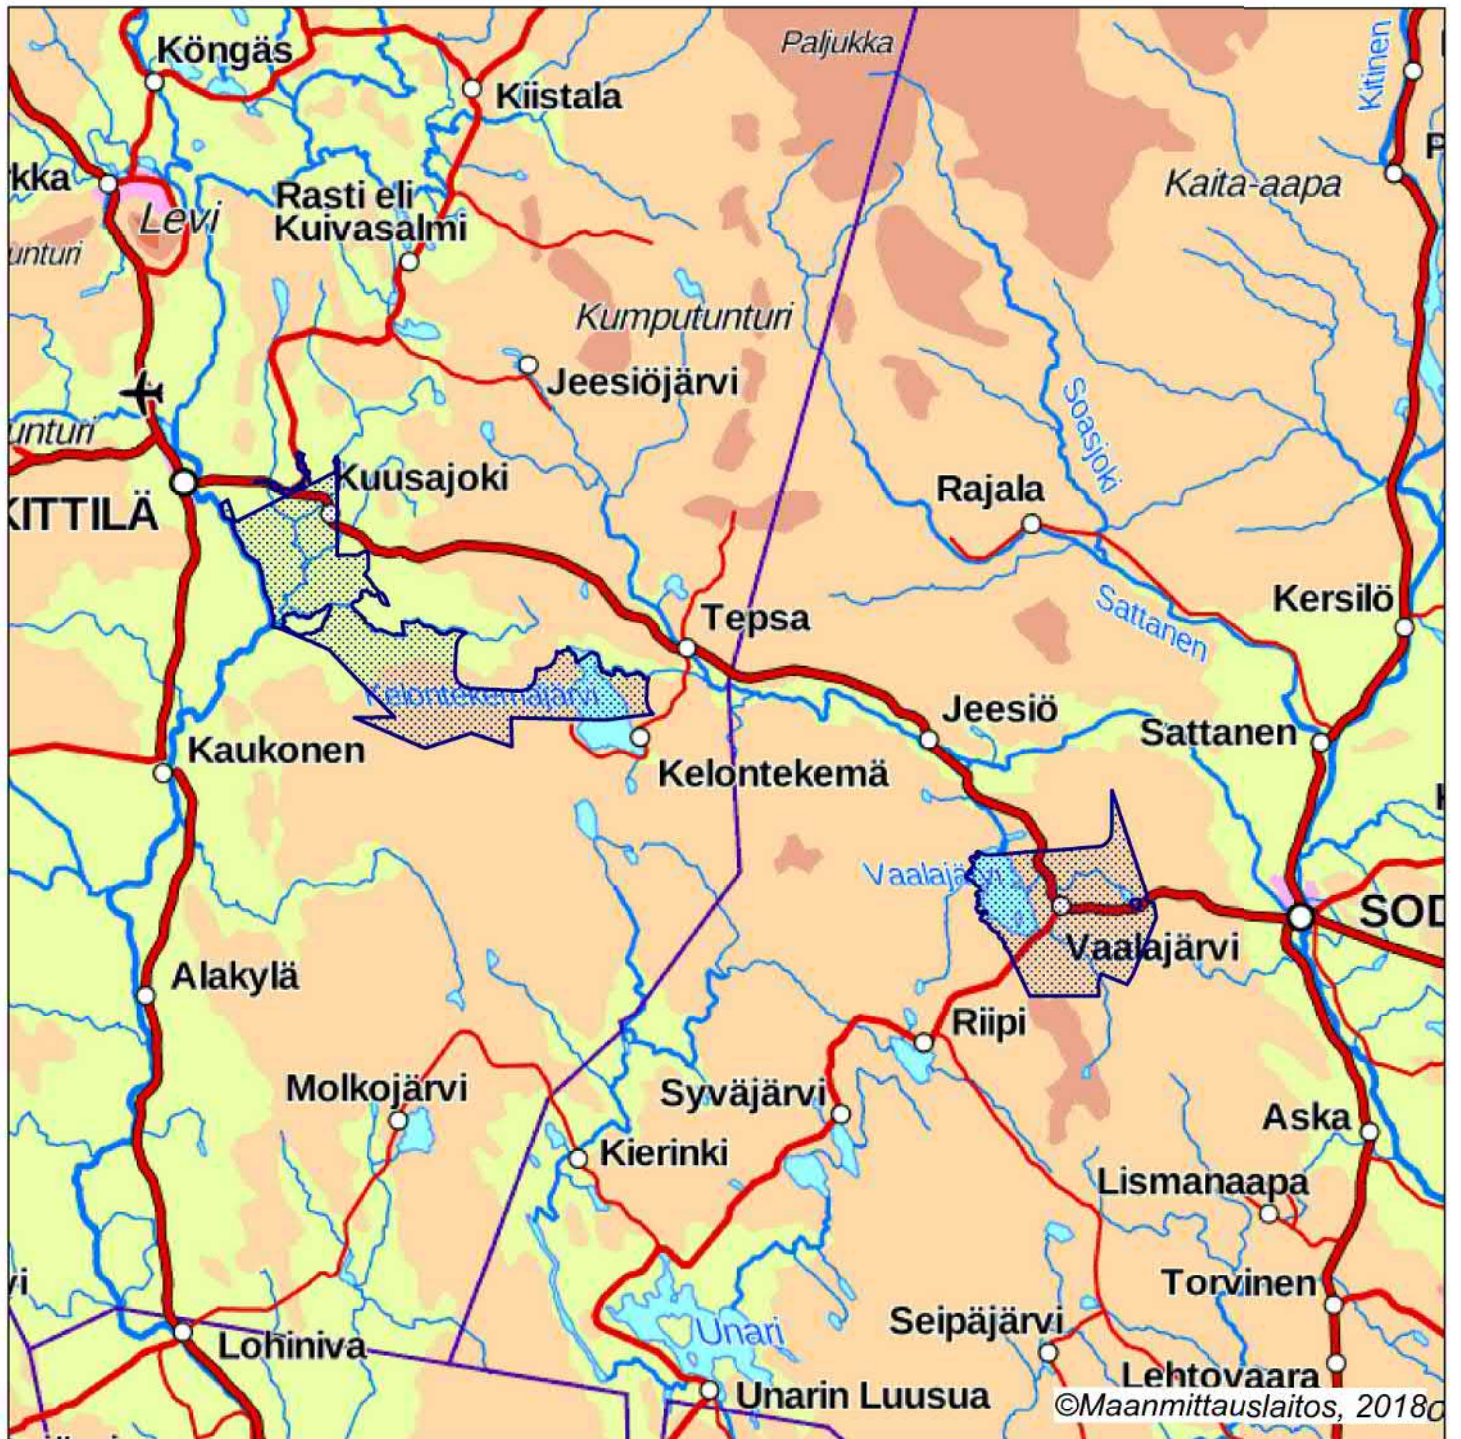 Köngäs
Paljukka
Kitinen
Kiistala
kka
Levi
Rasti eli
Kuivasalmi
Kaita-aapa
unturi
Kumputunturi
Jeesiöjärvi
Soasjoki
unturi
Kuusajoki
Rajala
KITTILÄ
Sattanen
Kersilö
Tepsa
Kelontekemäjärvi
Jeesiö
Sattanen
Kaukonen
Kelontekemä
Vaalajärvi
SOD
Vaalajärvi
Alakylä
Riipi
Molkojärvi
Syväjärvi
Aska
Kierinki
Lismanaapa
Torvinen
Seipäjärvi
Unari
Lohiniva
Lehtovaara
Unarin Luusua
©Maanmittauslaitos, 2018